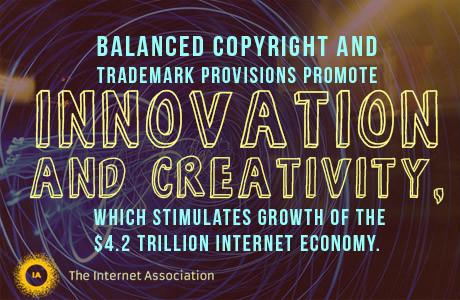 BALANCED COPYRIGHT AND
TRADEMARK PROVISIONS PROMOTE
INNOVATION
AND CREATIVITY,
WHICH STIMULATES GROWTH OF THE
$4.2 TRILLION INTERNET ECONOMY.
IA
The Internet Association